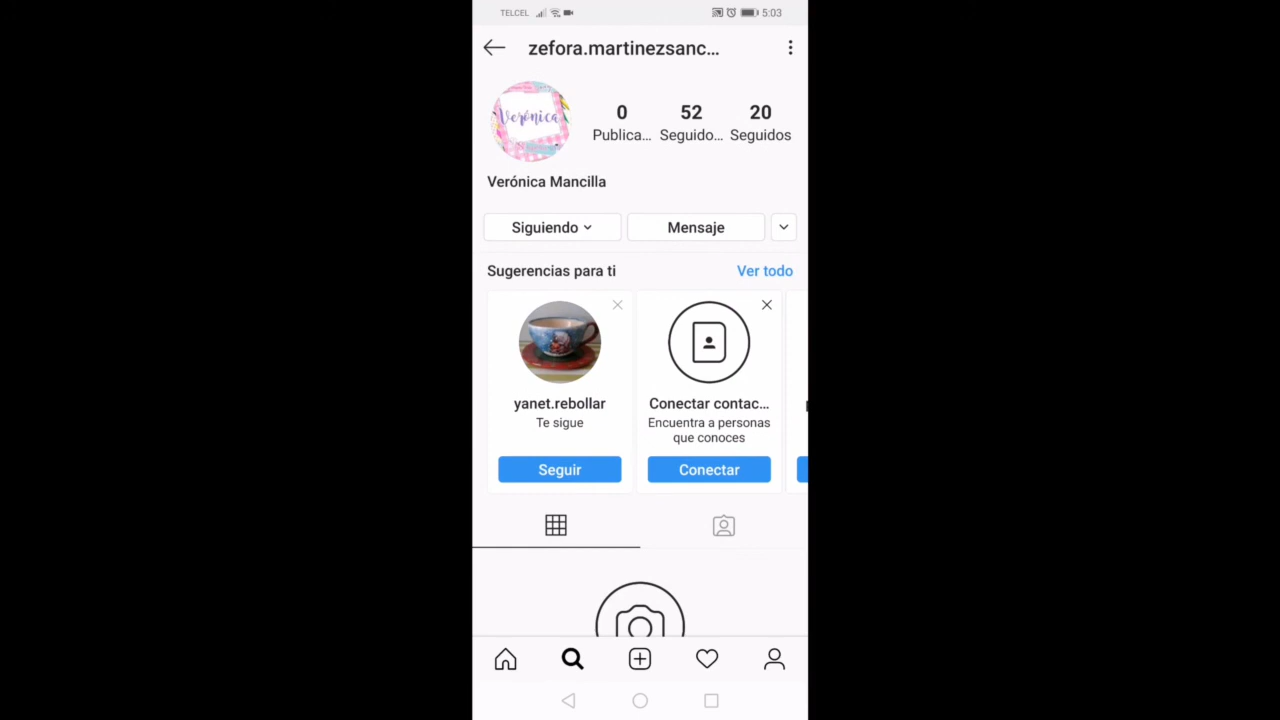 TELCEL 5:03
zefora.martinezsanc...
Verónica
0 52 20
Publica... Seguido... Seguidos
Verónica Mancilla
Siguiendo Mensaje
Sugerencias para ti Ver todo
yanet.rebollar Conectar contac...
Te sigue Encuentra a personas
que conoces
Seguir Conectar